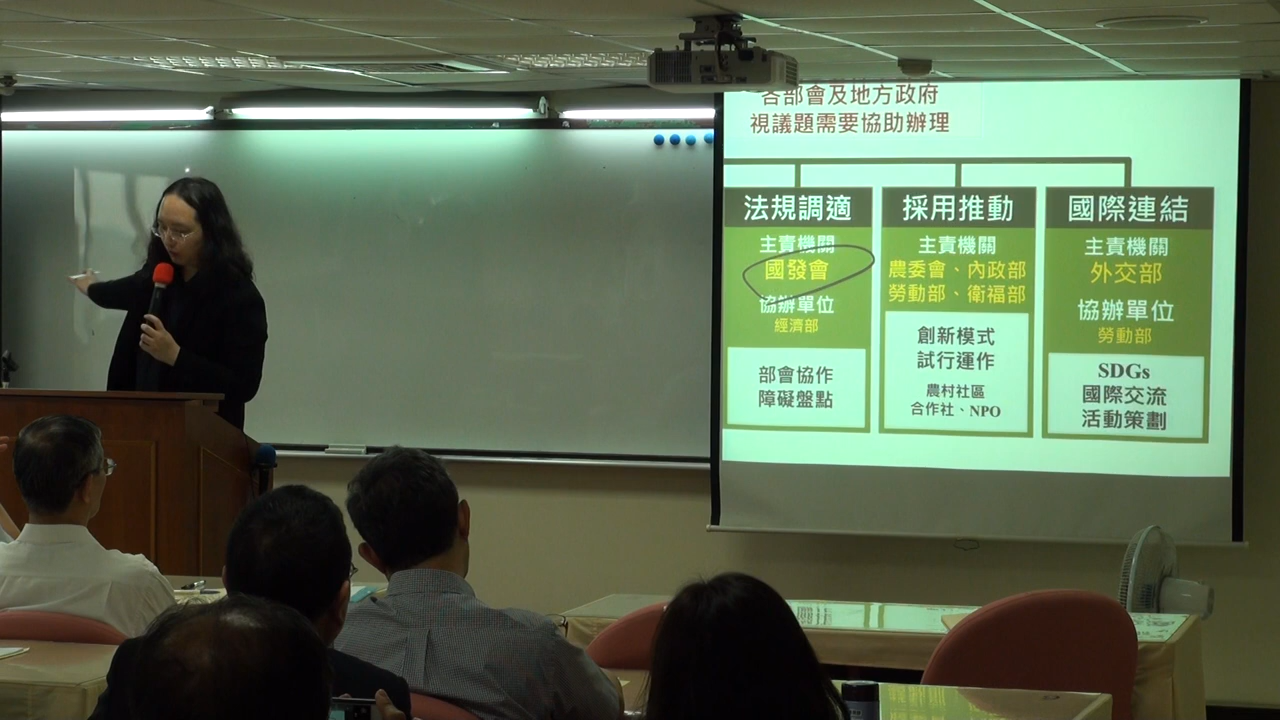 各部會及地方政府
視議題需要協助辦理
法規調適
主責機關
國發會
協辦單位
經濟部
部會協作
障礙盤點
採用推動
主責機關
農委會、內政部
勞動部、衛福部
創新模式
試行運作
農村社區
合作社、NPO
國際連結
主責機關
外交部
協辦單位
勞動部
SDGs
國際交流
活動策劃